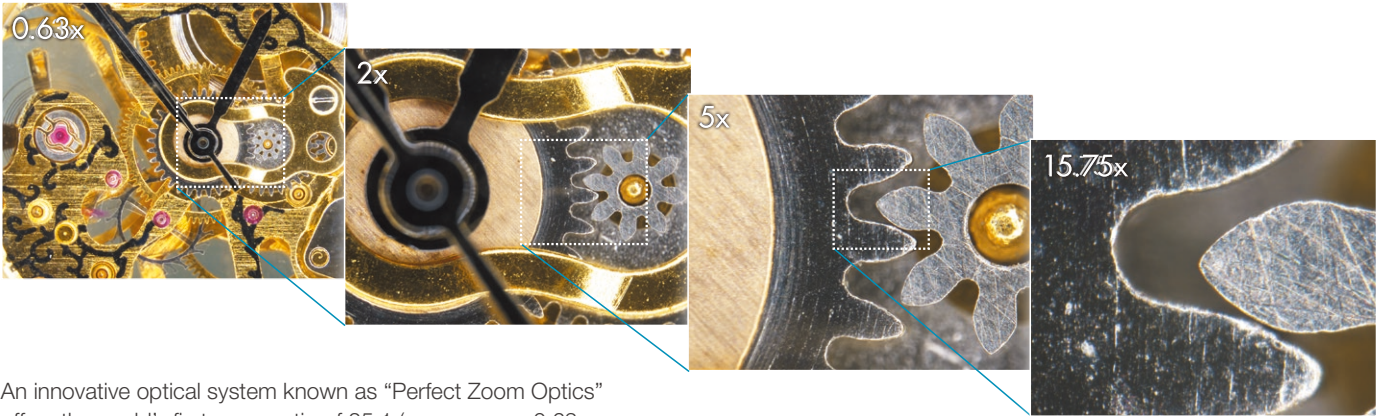 0.63x
2x
5x
15.75x
An innovative optical system known as “Perfect Zoom Optics”